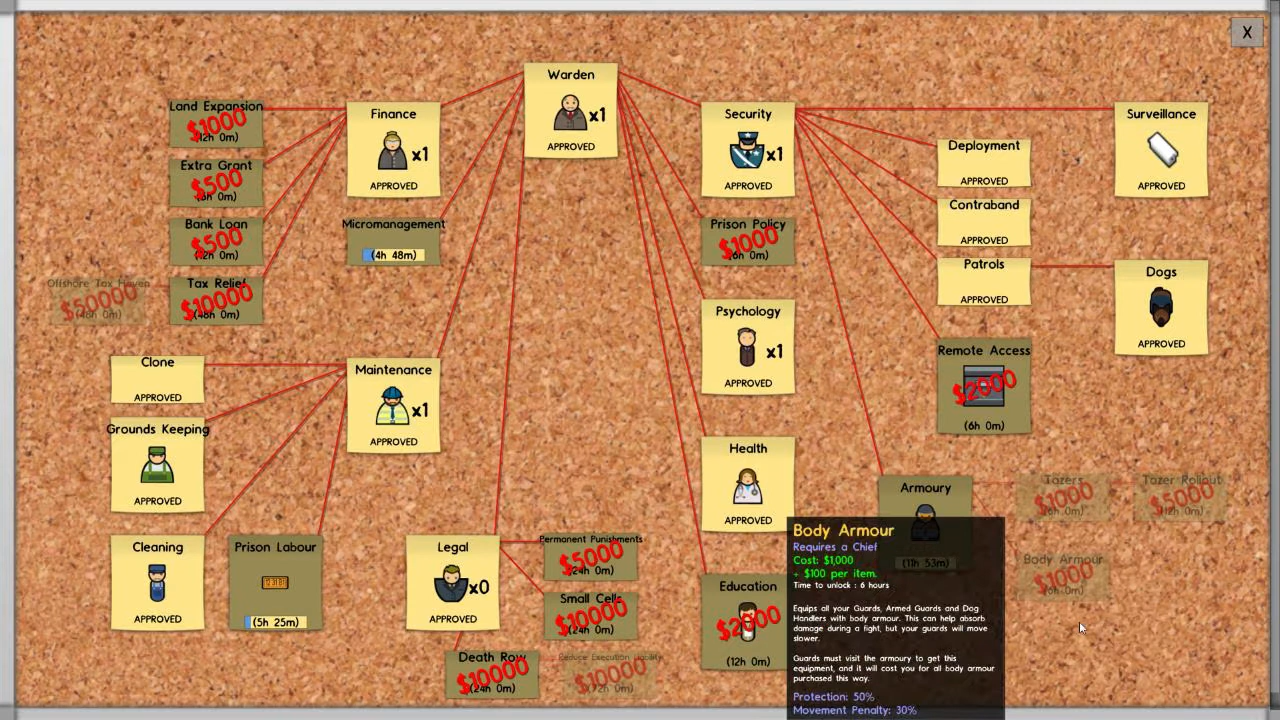 X
Warden
x1
APPROVED
Land Expansion
$1000
(12h 0m)
Extra Grant
$500
Bank Loan
$500
Tax Relief
$10000
(48h 0m)
Offshore Tax Haven
$50000
(48h 0m)
Finance
x1
APPROVED
Micromanagement
(4h 48m)
Clone
APPROVED
Grounds Keeping
APPROVED
Cleaning
APPROVED
Prison Labour
(5h 25m)
Maintenance
x1
APPROVED
Legal
x0
APPROVED
Permanent Punishments
$5000
(24h 0m)
Small Cells
$10000
(24h 0m)
Death Row
$10000
(24h 0m)
Reduce Execution Liability
$10000
(72h 0m)
Security
x1
APPROVED
Prison Policy
$1000
(6h 0m)
Psychology
x1
APPROVED
Health
APPROVED
Education
$2000
(12h 0m)
Deployment
APPROVED
Contraband
APPROVED
Patrols
APPROVED
Remote Access
$2000
(6h 0m)
Surveillance
APPROVED
Dogs
APPROVED
Armoury
(11h 53m)
Tazers
$1000
(6h 0m)
Tazer Rollout
$5000
(12h 0m)
Body Armour
$1000
(6h 0m)
Body Armour
Requires a Chief
Cost: $1,000
+ $100 per item.
Time to unlock : 6 hours
Equips all your Guards, Armed Guards and Dog
Handlers with body armour. This can help absorb
damage during a fight, but your guards will move
slower.
Guards must visit the armoury to get this
equipment, and it will cost you for all body armour
purchased this way.
Protection: 50%
Movement Penalty: 30%